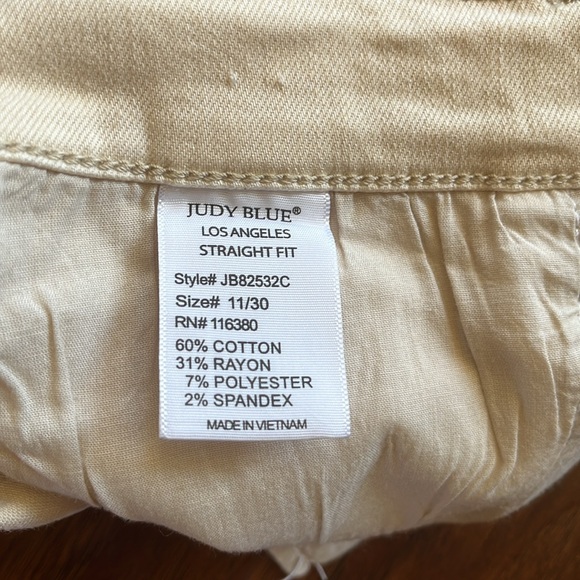 JUDY BLUE®
LOS ANGELES
STRAIGHT FIT
Style# JB82532C
Size# 11/30
RN# 116380
60% COTTON
31% RAYON
7% POLYESTER
2% SPANDEX
MADE IN VIETNAM